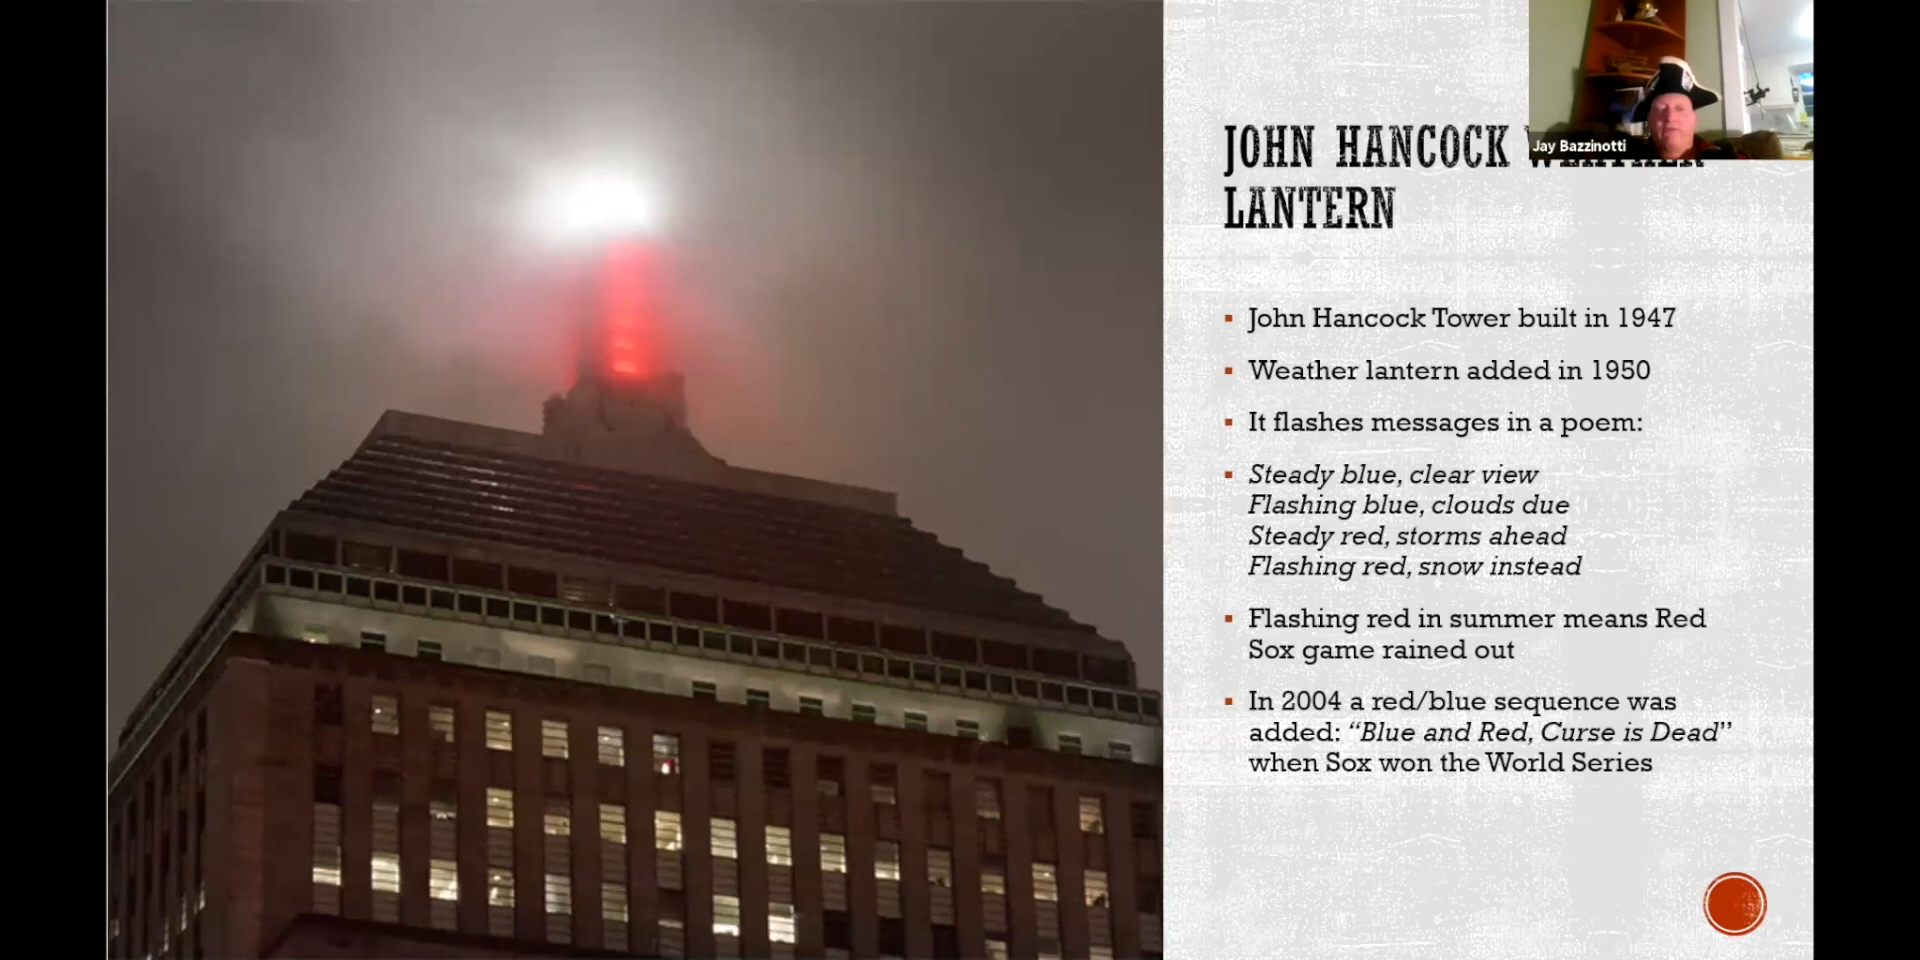 JOHN HANCOCK
LANTERN
Jay Bazzinotti
▪ John Hancock Tower built in 1947
▪ Weather lantern added in 1950
▪ It flashes messages in a poem:
▪ Steady blue, clear view
Flashing blue, clouds due
Steady red, storms ahead
Flashing red, snow instead
▪ Flashing red in summer means Red
Sox game rained out
▪ In 2004 a red/blue sequence was
added: “Blue and Red, Curse is Dead”
when Sox won the World Series